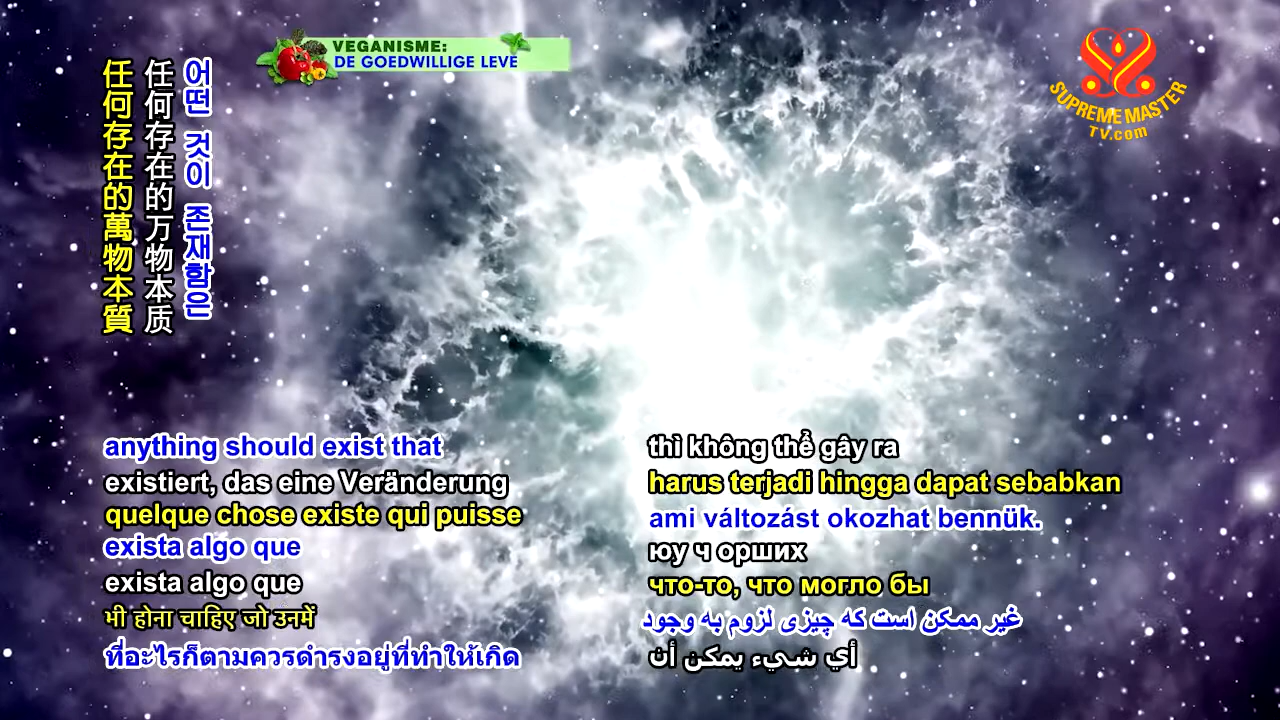 VEGANISME:
DE GOEDWILLIGE LEVE
SUPREME MASTER
TV.com
어떤 것이 존재함은
任何存在的万物本质
任何存在的萬物本質
anything should exist that
existiert, das eine Veränderung
quelque chose existe qui puisse
exista algo que
exista algo que
भी होना चाहिए जो उनमें
ที่อะไรก็ตามควรดำรงอยู่ที่ทำให้เกิด
thì không thể gây ra
harus terjadi hingga dapat sebabkan
ami változást okozhat bennük.
юу ч орших
что-то, что могло бы
غیر ممکن است که چیزی لزوم به وجود
أي شيء يمكن أن